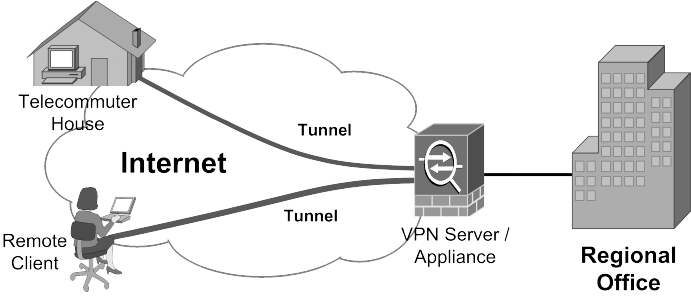 Telecommuter
House
Tunnel
Internet
Tunnel
Remote
Client
VPN Server /
Appliance
Regional
Office